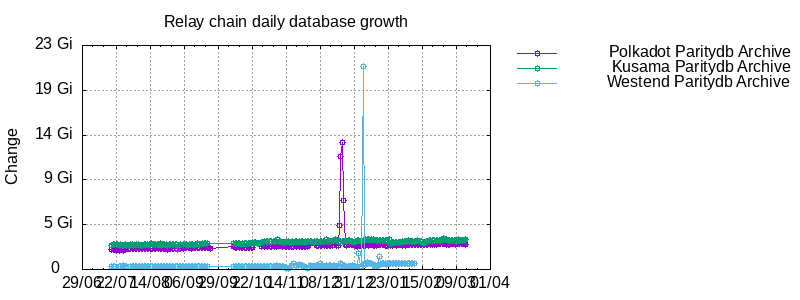 Relay chain daily database growth
23 Gi
19 Gi
14 Gi
9 Gi
5 Gi
0
Change
29/06 22/07 14/08 06/09 29/09 22/10 14/11 08/12 31/12 23/01 15/02 09/03 01/04
Polkadot Paritydb Archive
Kusama Paritydb Archive
Westend Paritydb Archive